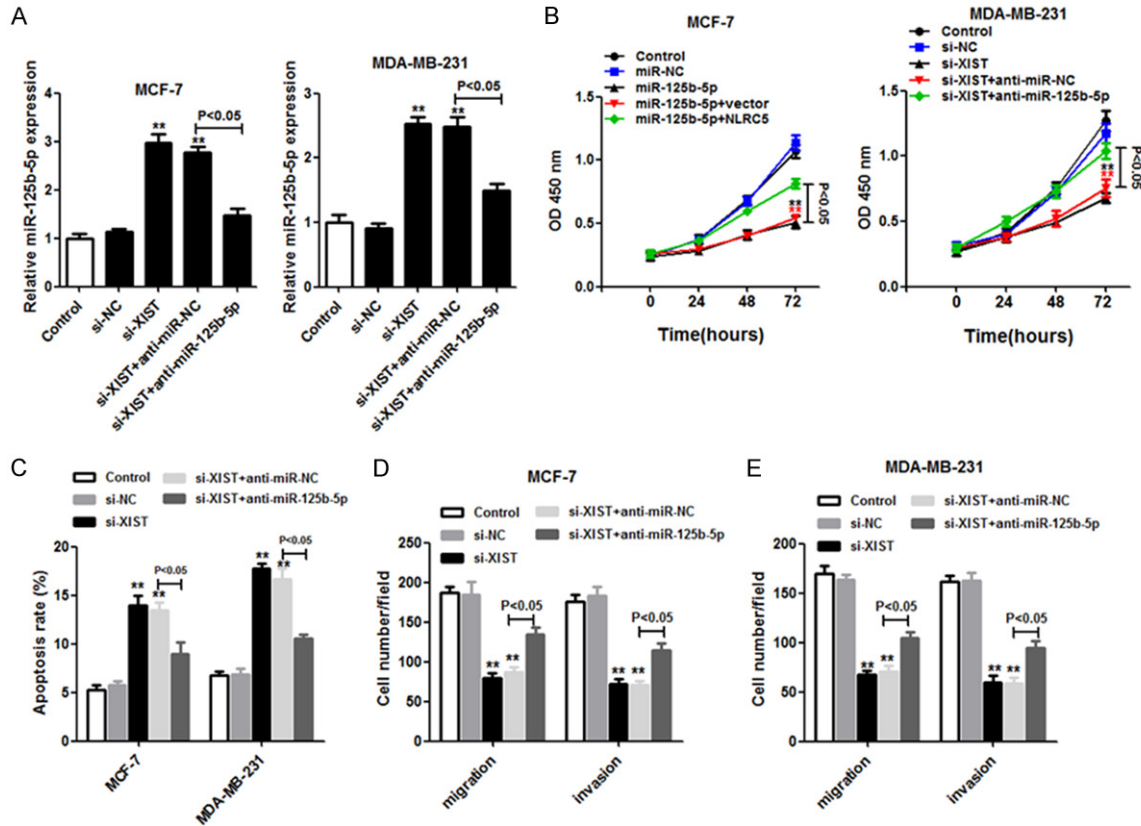 A
MCF-7
Relative miR-125b-5p expression
5
4
3
2
1
0
**
**
P<0.05
Control
si-NC
si-XIST
si-XIST+anti-miR-NC
si-XIST+anti-miR-125b-5p
MDA-MB-231
Relative miR-125b-5p expression
3
2
1
0
**
**
P<0.05
Control
si-NC
si-XIST
si-XIST+anti-miR-NC
si-XIST+anti-miR-125b-5p
B
MCF-7
Control
miR-NC
miR-125b-5p
miR-125b-5p+vector
miR-125b-5p+NLRC5
OD 450 nm
1.5
1.0
0.5
0.0
**
**
P<0.05
0 24 48 72
Time(hours)
MDA-MB-231
Control
si-NC
si-XIST
si-XIST+anti-miR-NC
si-XIST+anti-miR-125b-5p
OD 450 nm
1.5
1.0
0.5
0.0
**
**
P<0.05
0 24 48 72
Time(hours)
C
Control
si-NC
si-XIST
si-XIST+anti-miR-NC
si-XIST+anti-miR-125b-5p
Apoptosis rate (%)
20
15
10
5
0
**
**
P<0.05
**
**
P<0.05
MCF-7
MDA-MB-231
D
MCF-7
Control
si-NC
si-XIST
si-XIST+anti-miR-NC
si-XIST+anti-miR-125b-5p
Cell number/field
250
200
150
100
50
0
**
**
P<0.05
**
**
P<0.05
migration
invasion
E
MDA-MB-231
Control
si-NC
si-XIST
si-XIST+anti-miR-NC
si-XIST+anti-miR-125b-5p
Cell number/field
200
150
100
50
0
**
**
P<0.05
**
**
P<0.05
migration
invasion